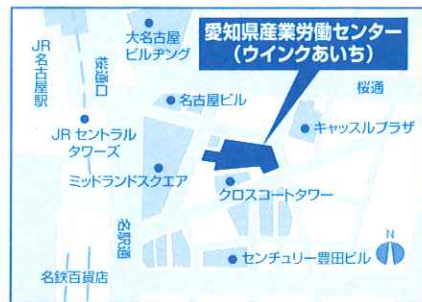 愛知県産業労働センター
(ウインクあいち)
大名古屋
ビルヂング
JR
名古屋駅
桜通口
名古屋ビル
桜通
キャッスルプラザ
JR セントラル
タワーズ
ミッドランドスクエア
クロスコートタワー
名駅通
N
センチュリー豊田ビル
名鉄百貨店